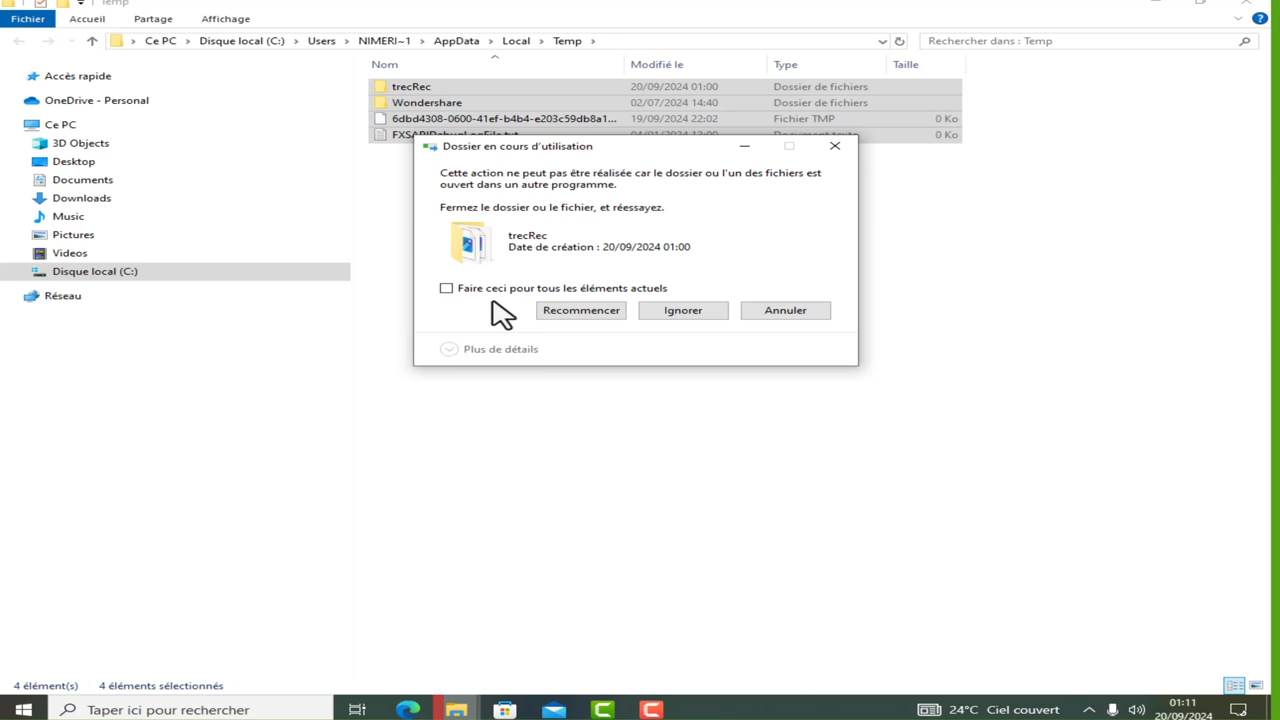 Temp
Fichier
Accueil
Partage
Affichage
Ce PC > Disque local (C:) > Users > NIMERI~1 > AppData > Local > Temp >
Rechercher dans : Temp
Nom
Modifié le
Type
Taille
Accès rapide
OneDrive - Personal
Ce PC
3D Objects
Desktop
Documents
Downloads
Music
Pictures
Videos
Disque local (C:)
Réseau
trecRec 20/09/2024 01:00 Dossier de fichiers
Wondershare 02/07/2024 14:40 Dossier de fichiers
6dbd4308-0600-41ef-b4b4-e203c59db8a1... 19/09/2024 22:02 Fichier TMP 0 Ko
0 Ko
Dossier en cours d'utilisation
Cette action ne peut pas être réalisée car le dossier ou l'un des fichiers est
ouvert dans un autre programme.
Fermez le dossier ou le fichier, et réessayez.
trecRec
Date de création : 20/09/2024 01:00
Faire ceci pour tous les éléments actuels
Recommencer
Ignorer
Annuler
Plus de détails
4 élément(s)
4 éléments sélectionnés
Taper ici pour rechercher
24°C Ciel couvert
01:11
20/09/2024